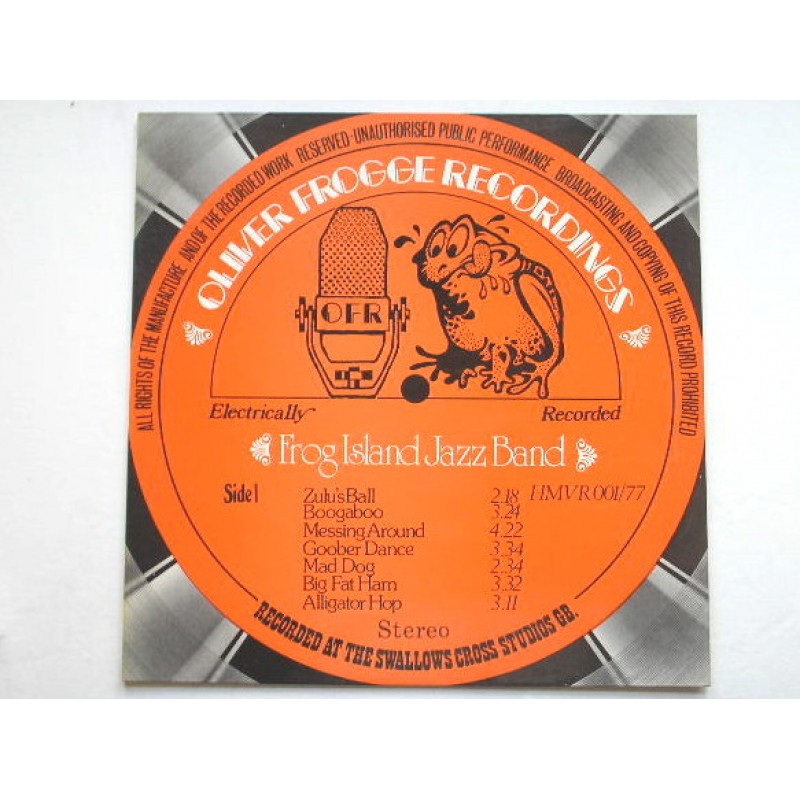 ALL RIGHTS OF THE MANUFACTURE AND OF THE RECORDED WORK RESERVED-UNAUTHORISED PUBLIC PERFORMANCE BROADCASTING AND COPYING OF THIS RECORD PROHIBITED
OLIVER FROGGE RECORDINGS
OFR
Electrically Recorded
Frog Island Jazz Band
Side 1
Zulu's Ball 2.18 HMVR 001/77
Boogaboo 3.24
Messing Around 4.22
Goober Dance 3.34
Mad Dog 2.34
Big Fat Ham 3.32
Alligator Hop 3.11
Stereo
RECORDED AT THE SWALLOWS CROSS STUDIOS GB.